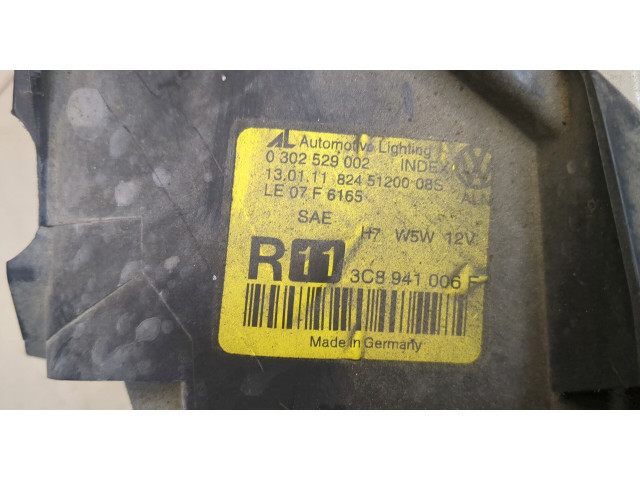 AL Automotive Lighting
0 302 529 002 INDEX
13.01.11 824 51200 08S
ALN
LE 07 F 6165
SAE
H7 W5W 12V
R 11 3C8 941 006 F
Made in Germany